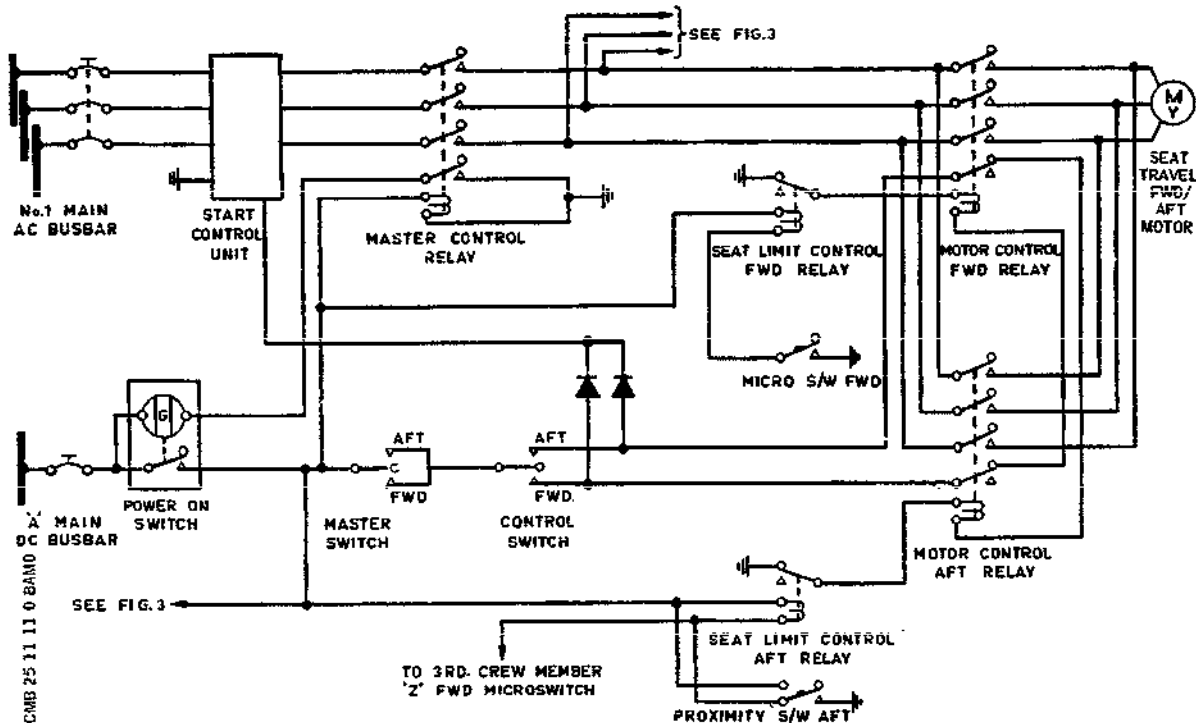 SEE FIG.3
M
Y
SEAT
TRAVEL
FWD/
AFT
MOTOR
No.1 MAIN
AC BUSBAR
START
CONTROL
UNIT
MASTER CONTROL
RELAY
SEAT LIMIT CONTROL
FWD RELAY
MOTOR CONTROL
FWD RELAY
MICRO S/W FWD
G
AFT
FWD
AFT
FWD.
'A' MAIN
DC BUSBAR
POWER ON
SWITCH
MASTER
SWITCH
CONTROL
SWITCH
MOTOR CONTROL
AFT RELAY
SEE FIG.3
SEAT LIMIT CONTROL
AFT RELAY
TO 3RD. CREW MEMBER
'Z' FWD MICROSWITCH
PROXIMITY S/W AFT
CMB 25 11 11 0 BAM0